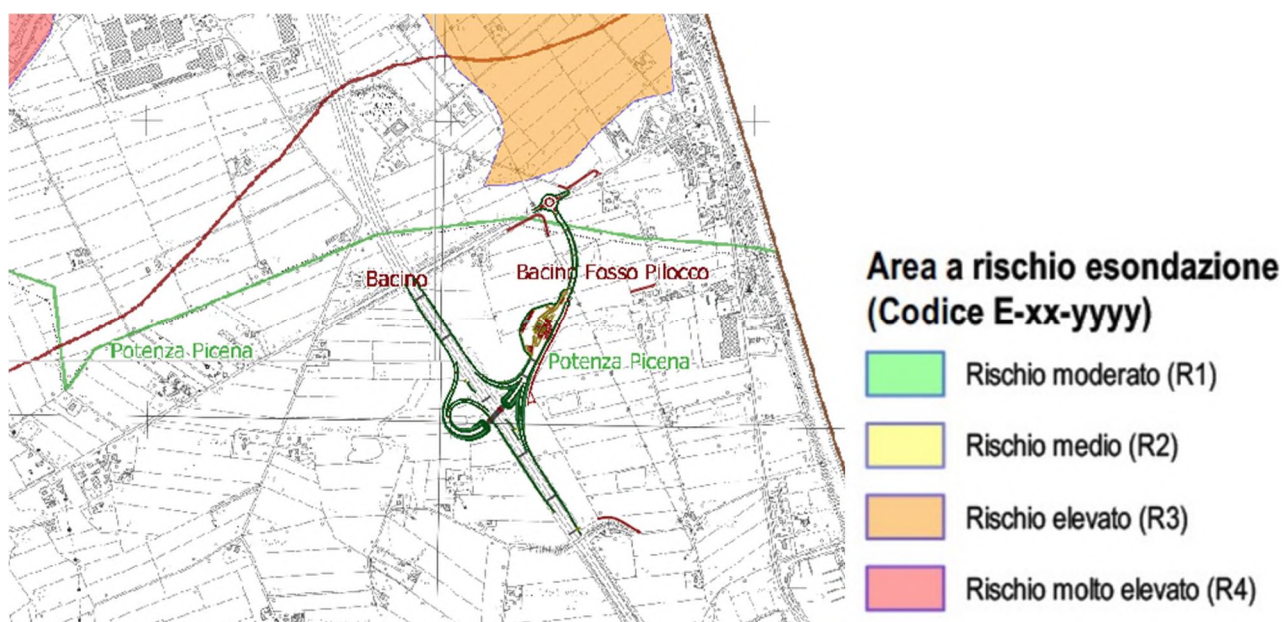 Bacino
Bacino Fosso Pilocco
Potenza Picena
Potenza Picena
Area a rischio esondazione
(Codice E-xx-yyyy)
Rischio moderato (R1)
Rischio medio (R2)
Rischio elevato (R3)
Rischio molto elevato (R4)